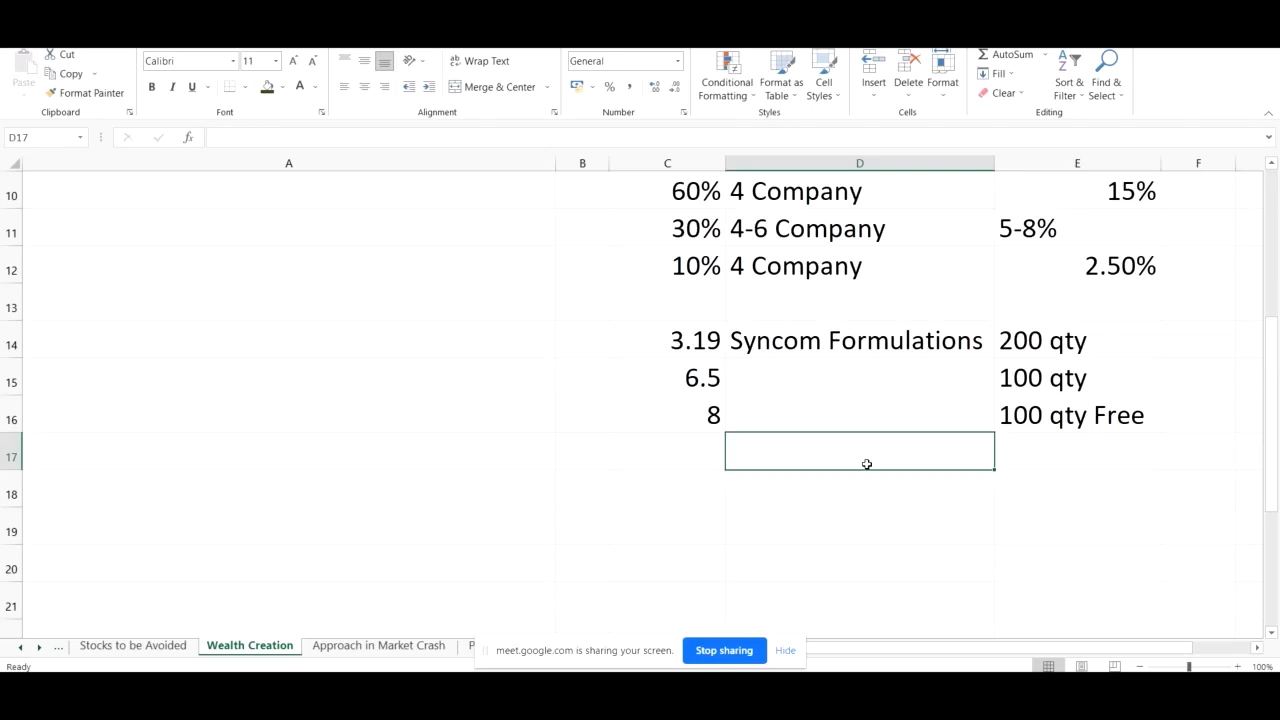 Cut
Calibri 11 Wrap Text General AutoSum
Paste Copy Conditional Formatting Format as Table Cell Styles Insert Delete Format Fill Sort & Filter Find & Select
Format Painter B I U A Merge & Center % Clear
Clipboard Font Alignment Number Styles Cells Editing
D17 fx
A B C D E F
10 60% 4 Company 15%
11 30% 4-6 Company 5-8%
12 10% 4 Company 2.50%
13
14 3.19 Syncom Formulations 200 qty
15 6.5 100 qty
16 8 100 qty Free
17
18
19
20
21
... Stocks to be Avoided Wealth Creation Approach in Market Crash P
meet.google.com is sharing your screen. Stop sharing Hide
Ready 100%